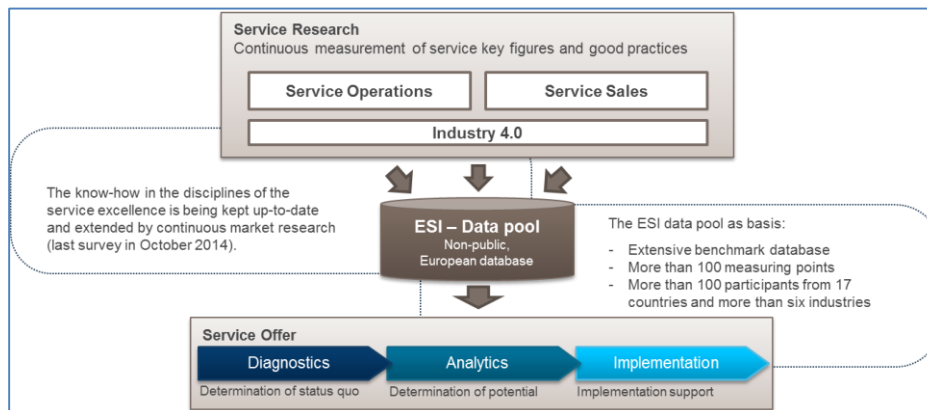 Service Research
Continuous measurement of service key figures and good practices
Service Operations
Service Sales
Industry 4.0
The know-how in the disciplines of the
service excellence is being kept up-to-date
and extended by continuous market research
(last survey in October 2014).
ESI – Data pool
Non-public,
European database
The ESI data pool as basis:
- Extensive benchmark database
- More than 100 measuring points
- More than 100 participants from 17
countries and more than six industries
Service Offer
Diagnostics
Analytics
Implementation
Determination of status quo
Determination of potential
Implementation support